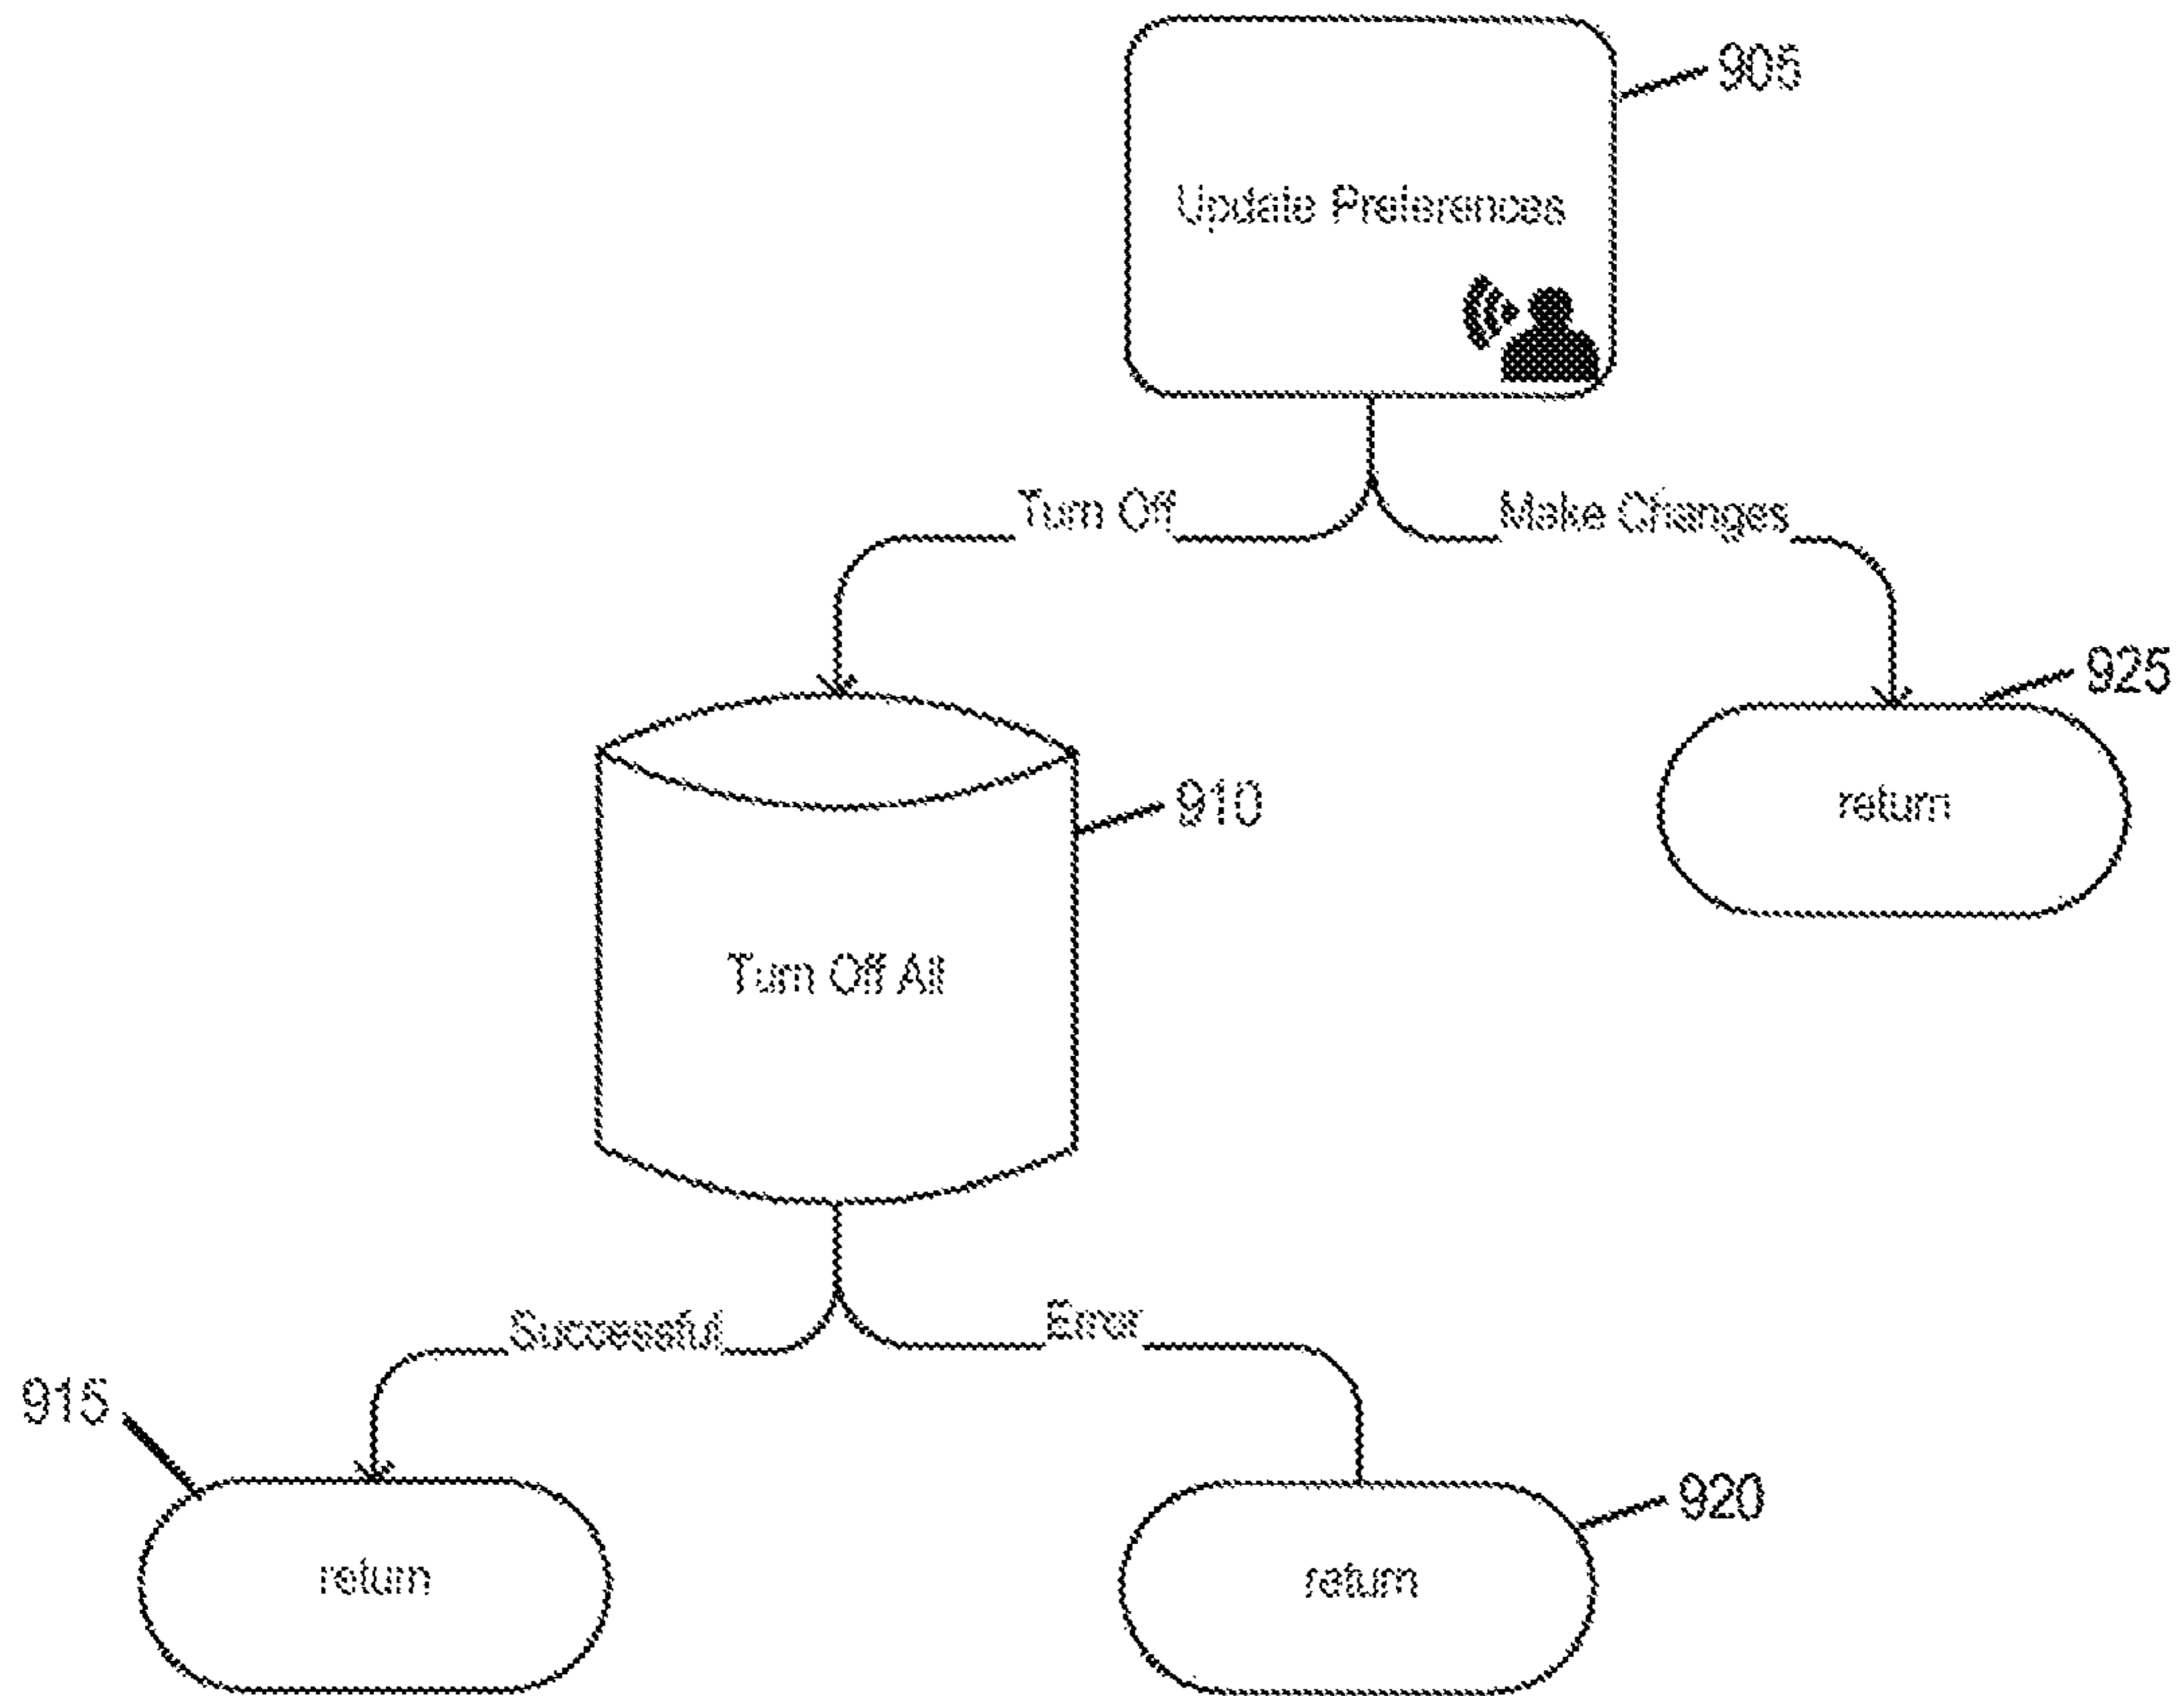 905
Update Preferences
Turn Off
Make Changes
925
910
return
Turn Off All
Successful
Error
915
920
return
return